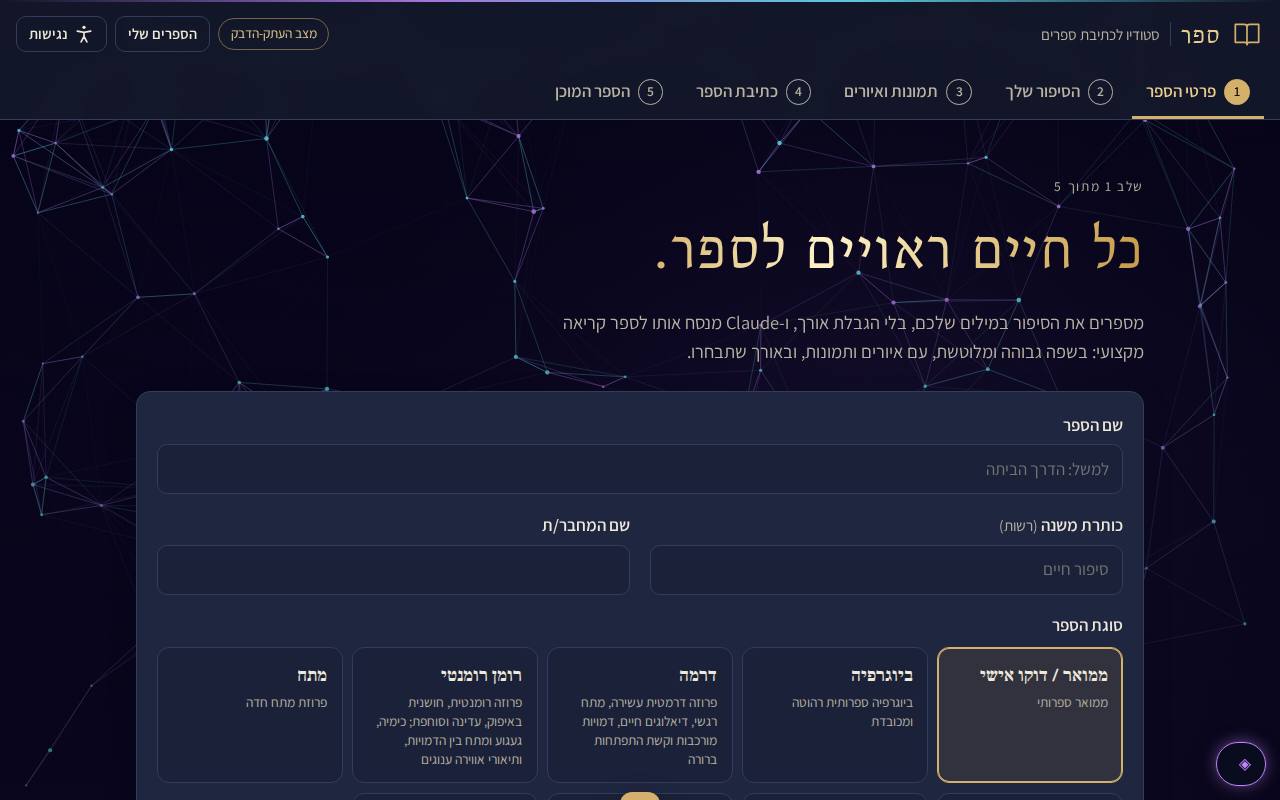 ספר
סטודיו לכתיבת ספרים
מצב העתק-הדבק
הספרים שלי
נגישות
1 פרטי הספר
2 הסיפור שלך
3 תמונות ואיורים
4 כתיבת הספר
5 הספר המוכן
שלב 1 מתוך 5
כל חיים ראויים לספר.
מספרים את הסיפור במילים שלכם, בלי הגבלת אורך, ו-Claude מנסח אותו לספר קריאה
מקצועי: בשפה גבוהה ומלוטשת, עם איורים ותמונות, ובאורך שתבחרו.
שם הספר
למשל: הדרך הביתה
כותרת משנה (רשות)
סיפור חיים
שם המחבר/ת
סוגת הספר
ממואר / דוקו אישי
ממואר ספרותי
ביוגרפיה
ביוגרפיה ספרותית רהוטה
ומכובדת
דרמה
פרוזה דרמטית עשירה, מתח
רגשי, דיאלוגים חיים, דמויות
מורכבות וקשת התפתחות
ברורה
רומן רומנטי
פרוזה רומנטית, חושנית
באיפוק, עדינה וסוחפת; כימיה,
געגוע ומתח בין הדמויות,
ותיאורי אווירה ענוגים
מתח
פרוזת מתח חדה